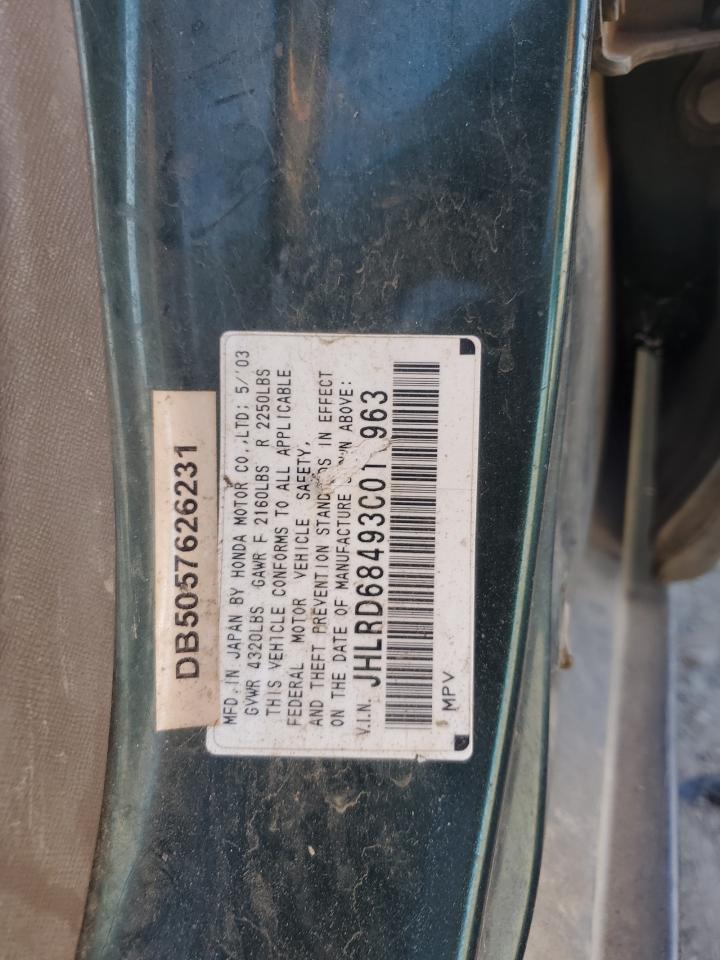 DB5057626231
MFD. IN JAPAN BY HONDA MOTOR CO., LTD: 5/'03
GVWR 4320LBS GAWR F 2160LBS R 2250LBS
THIS VEHICLE CONFORMS TO ALL APPLICABLE
FEDERAL MOTOR VEHICLE SAFETY,
AND THEFT PREVENTION STAND DS IN EFFECT
ON THE DATE OF MANUFACTURE WN ABOVE:
V.I.N. JHLRD68493C01 963
MPV